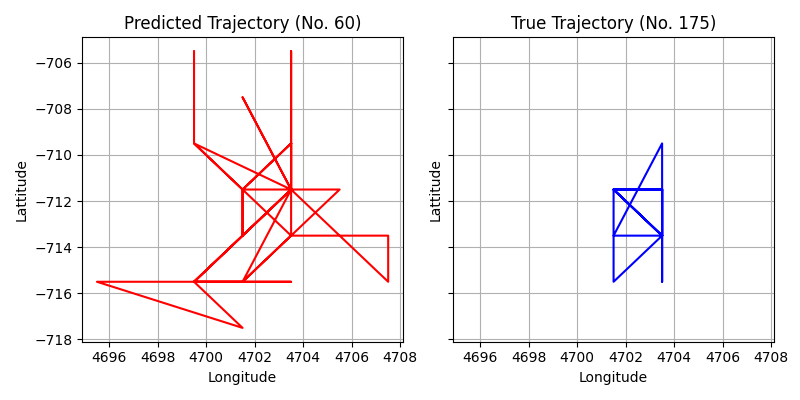 Predicted Trajectory (No. 60)
True Trajectory (No. 175)
Lattitude
−706
−708
−710
−712
−714
−716
−718
4696 4698 4700 4702 4704 4706 4708
Longitude
Lattitude
4696 4698 4700 4702 4704 4706 4708
Longitude